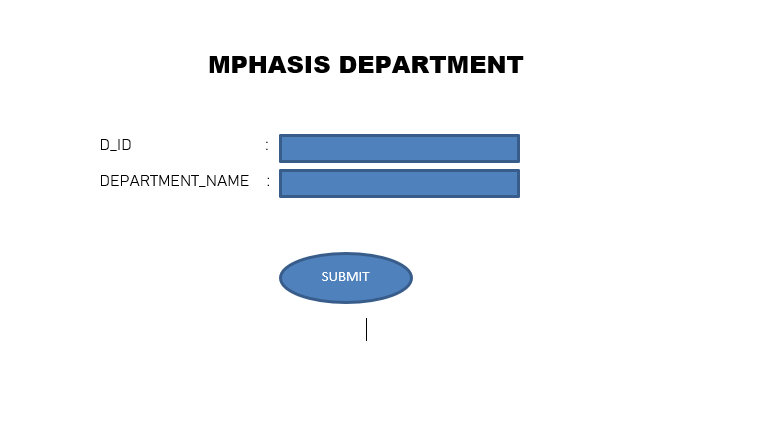 MPHASIS DEPARTMENT
D_ID :
DEPARTMENT_NAME :
SUBMIT